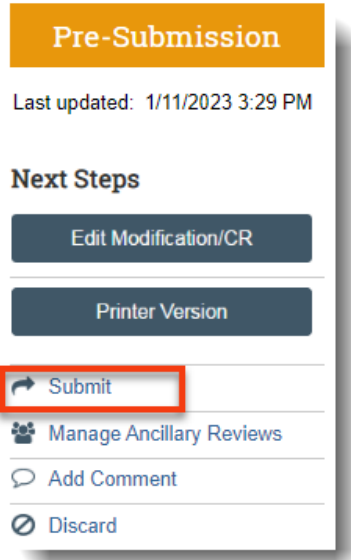 Pre-Submission
Last updated: 1/11/2023 3:29 PM
Next Steps
Edit Modification/CR
Printer Version
Submit
Manage Ancillary Reviews
Add Comment
Discard